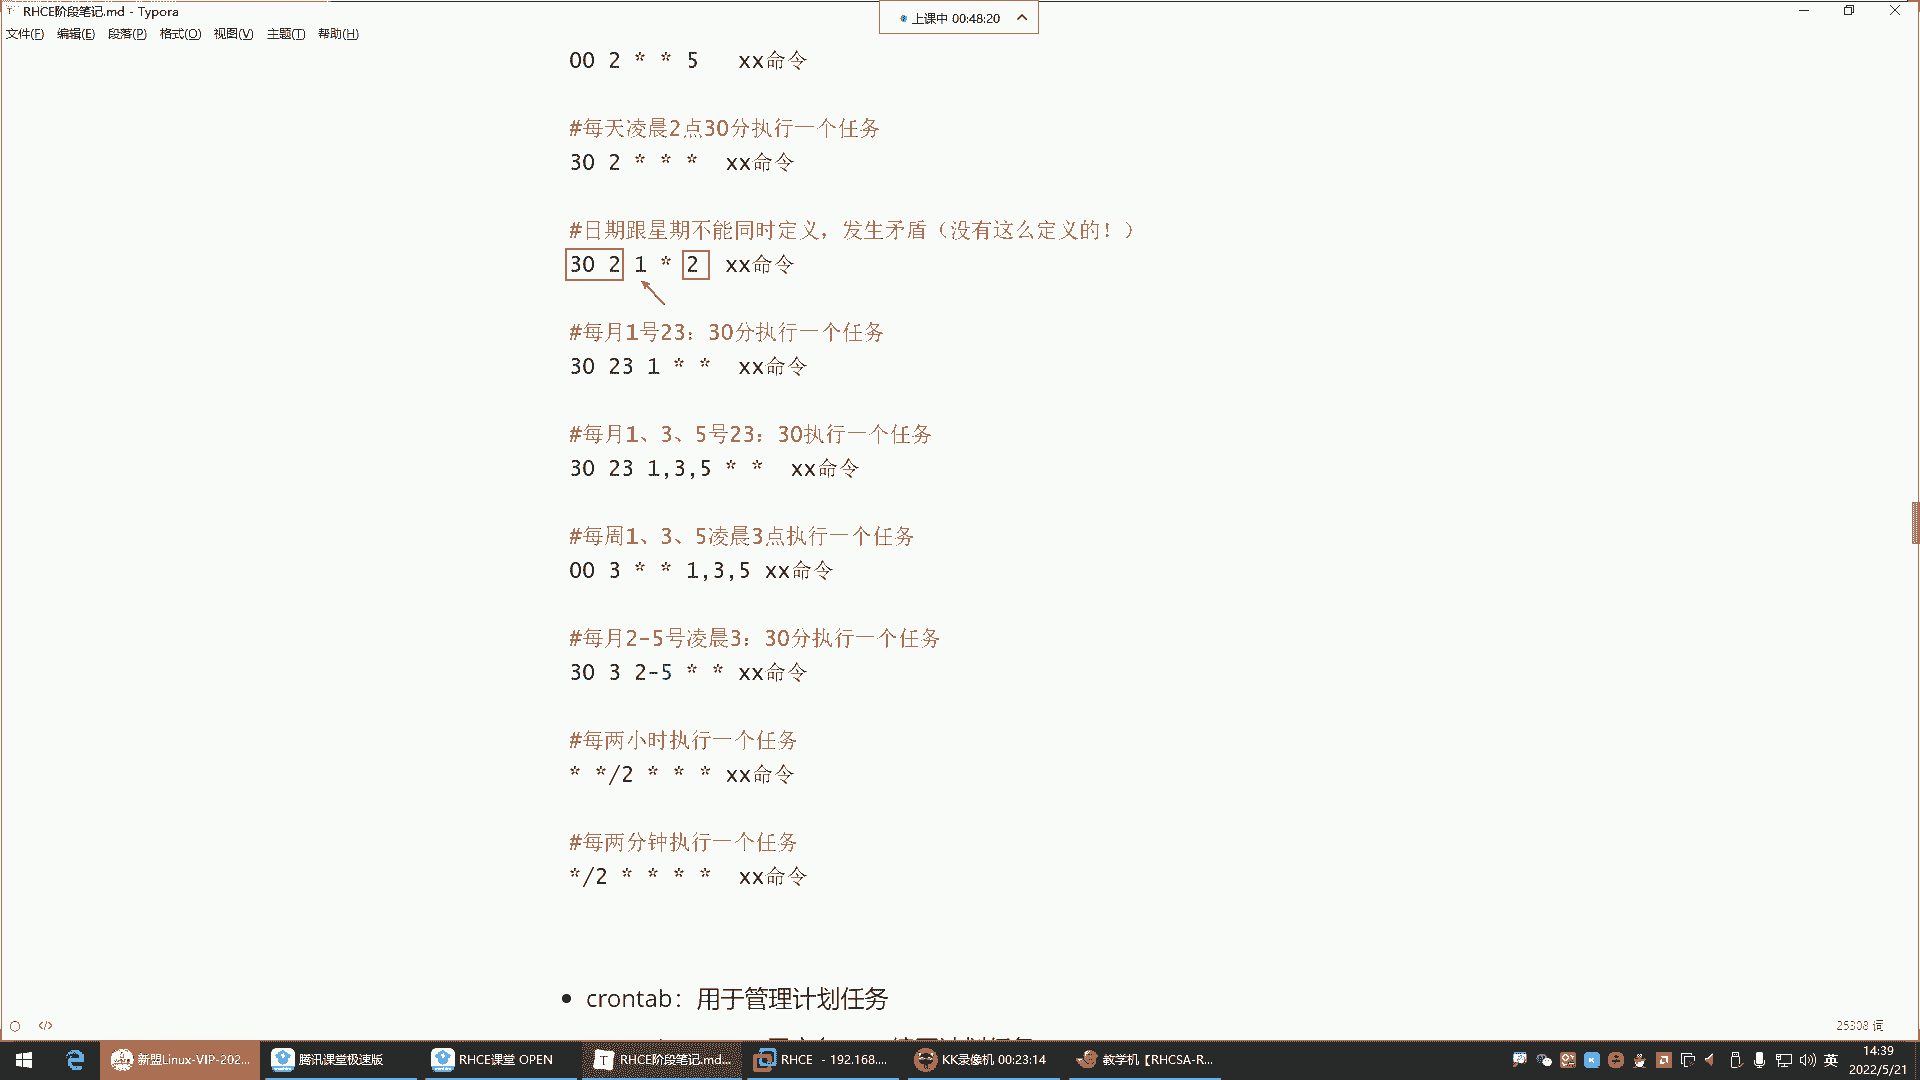 RHCE阶段笔记.md - Typora
上课中 00:48:20
文件(F) 编辑(E) 段落(P) 格式(O) 视图(V) 主题(T) 帮助(H)
00 2 * * 5 xx命令
#每天凌晨2点30分执行一个任务
30 2 * * * xx命令
#日期跟星期不能同时定义，发生矛盾（没有这么定义的！）
30 2 1 * 2 xx命令
#每月1号23：30分执行一个任务
30 23 1 * * xx命令
#每月1、3、5号23：30执行一个任务
30 23 1,3,5 * * xx命令
#每周1、3、5凌晨3点执行一个任务
00 3 * * 1,3,5 xx命令
#每月2-5号凌晨3：30分执行一个任务
30 3 2-5 * * xx命令
#每两小时执行一个任务
* */2 * * * xx命令
#每两分钟执行一个任务
*/2 * * * * xx命令
crontab：用于管理计划任务
25308 词
新盟Linux-VIP-202... 腾讯课堂极速版 RHCE课堂 OPEN RHCE阶段笔记.md... RHCE - 192.168.... KK录像机 00:23:14 教学机【RHCSA-R... 英 14:39
2022/5/21